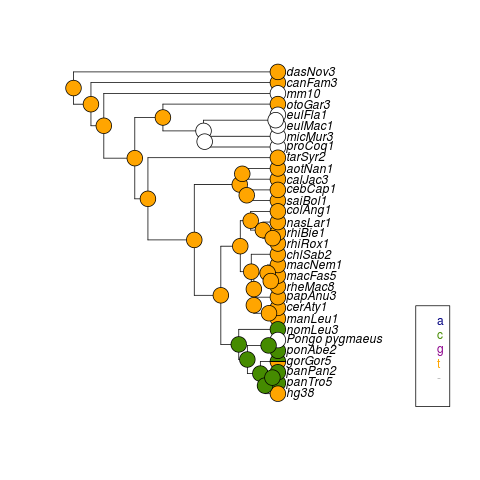 dasNov3
canFam3
mm10
otoGar3
eulFla1
eulMac1
micMur3
proCoq1
tarSyr2
aotNan1
calJac3
cebCap1
saiBol1
colAng1
nasLar1
rhiBie1
rhiRox1
chlSab2
macNem1
macFas5
rheMac8
papAnu3
cerAty1
manLeu1
nomLeu3
Pongo pygmaeus
ponAbe2
gorGor5
panPan2
panTro5
hg38
a
c
g
t
-